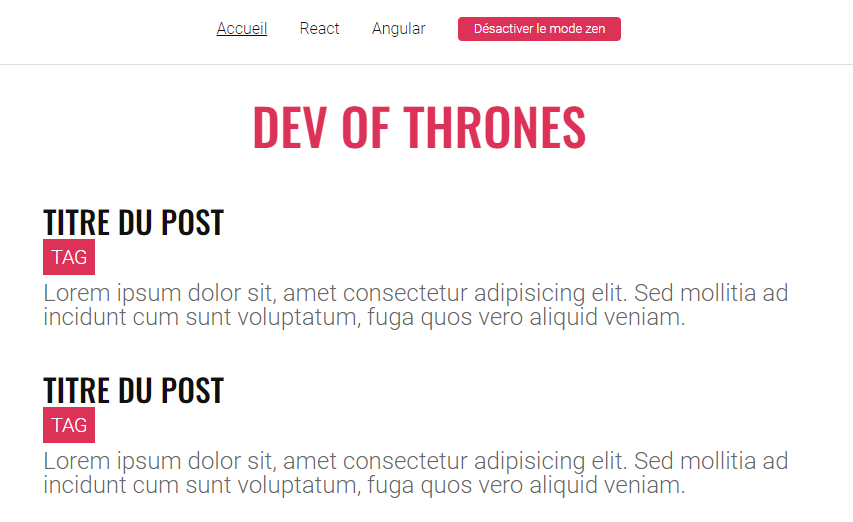 Accueil React Angular Désactiver le mode zen
DEV OF THRONES
TITRE DU POST
TAG
Lorem ipsum dolor sit, amet consectetur adipisicing elit. Sed mollitia ad
incidunt cum sunt voluptatum, fuga quos vero aliquid veniam.
TITRE DU POST
TAG
Lorem ipsum dolor sit, amet consectetur adipisicing elit. Sed mollitia ad
incidunt cum sunt voluptatum, fuga quos vero aliquid veniam.